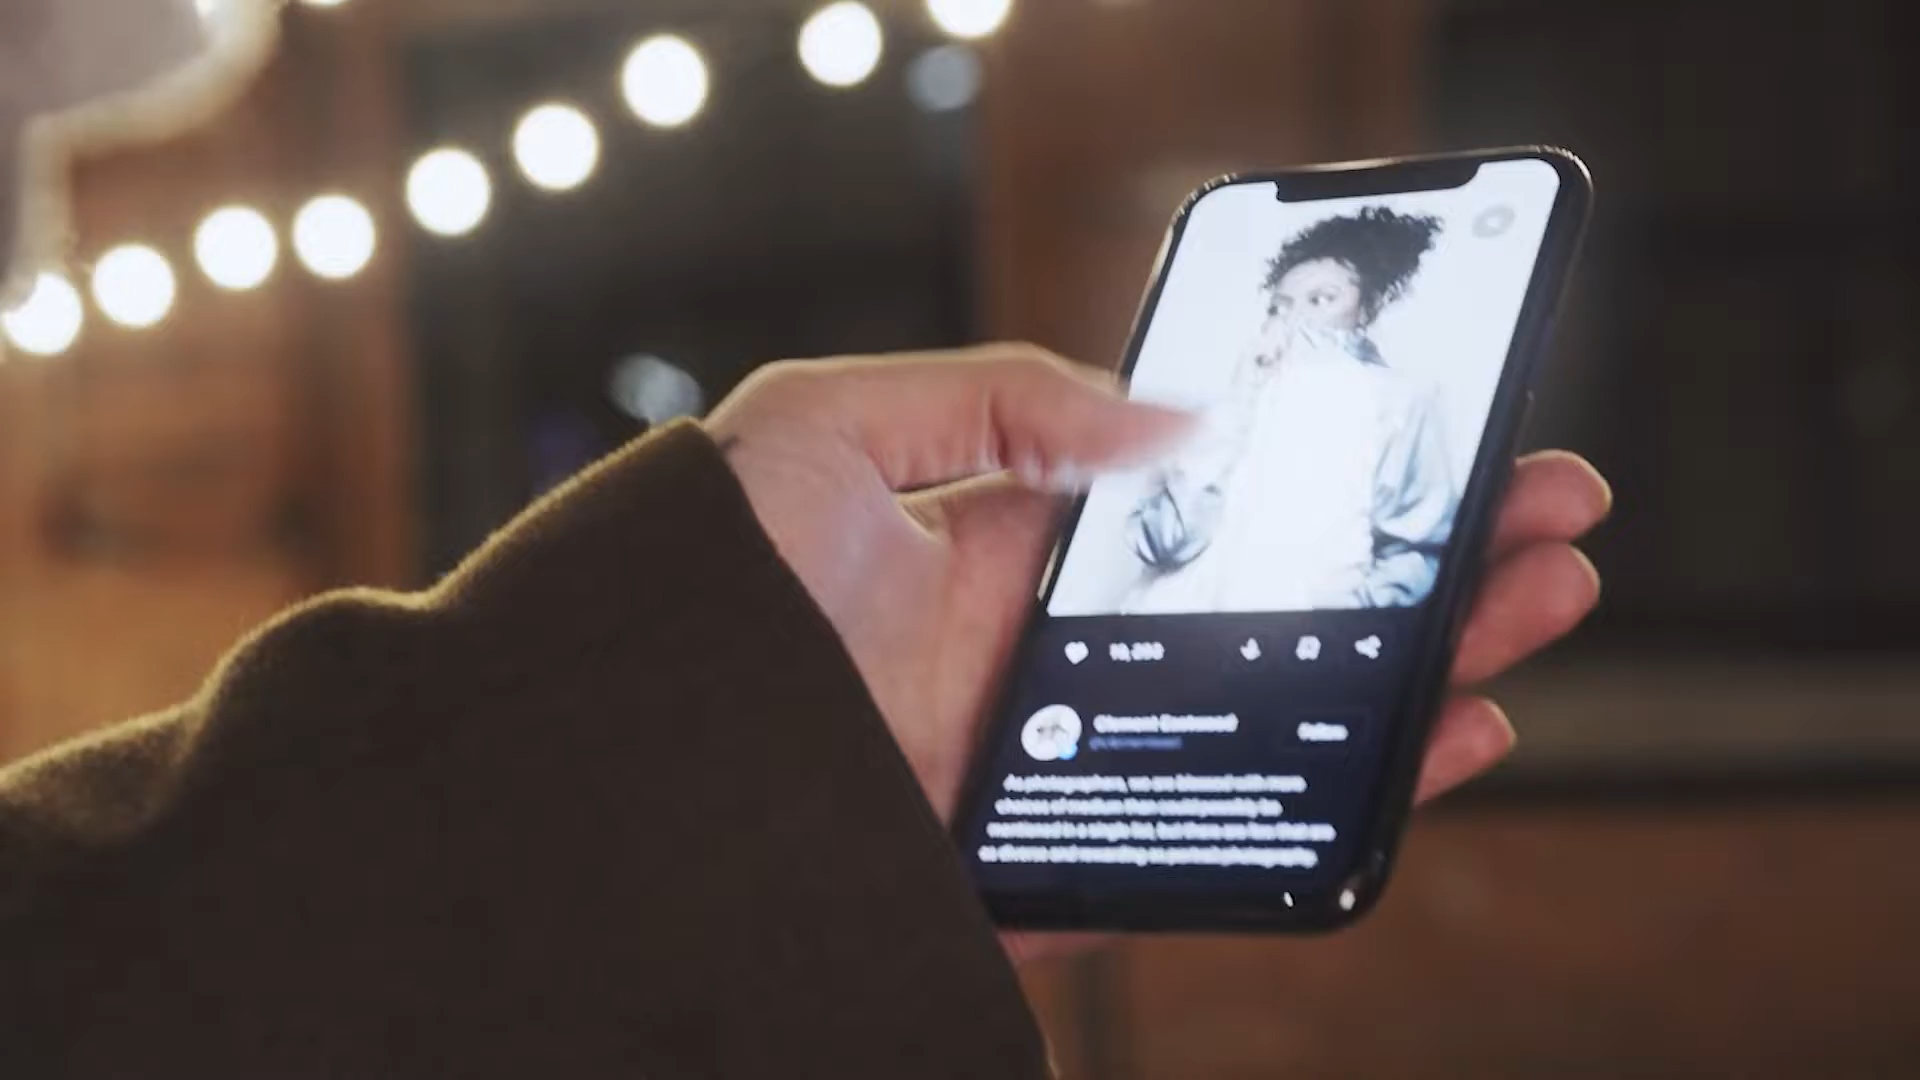 Follow
As photographers, we are blessed with more
choices of medium than could possibly be
mentioned in a single list, but there are few that are
as diverse and rewarding as portrait photography.